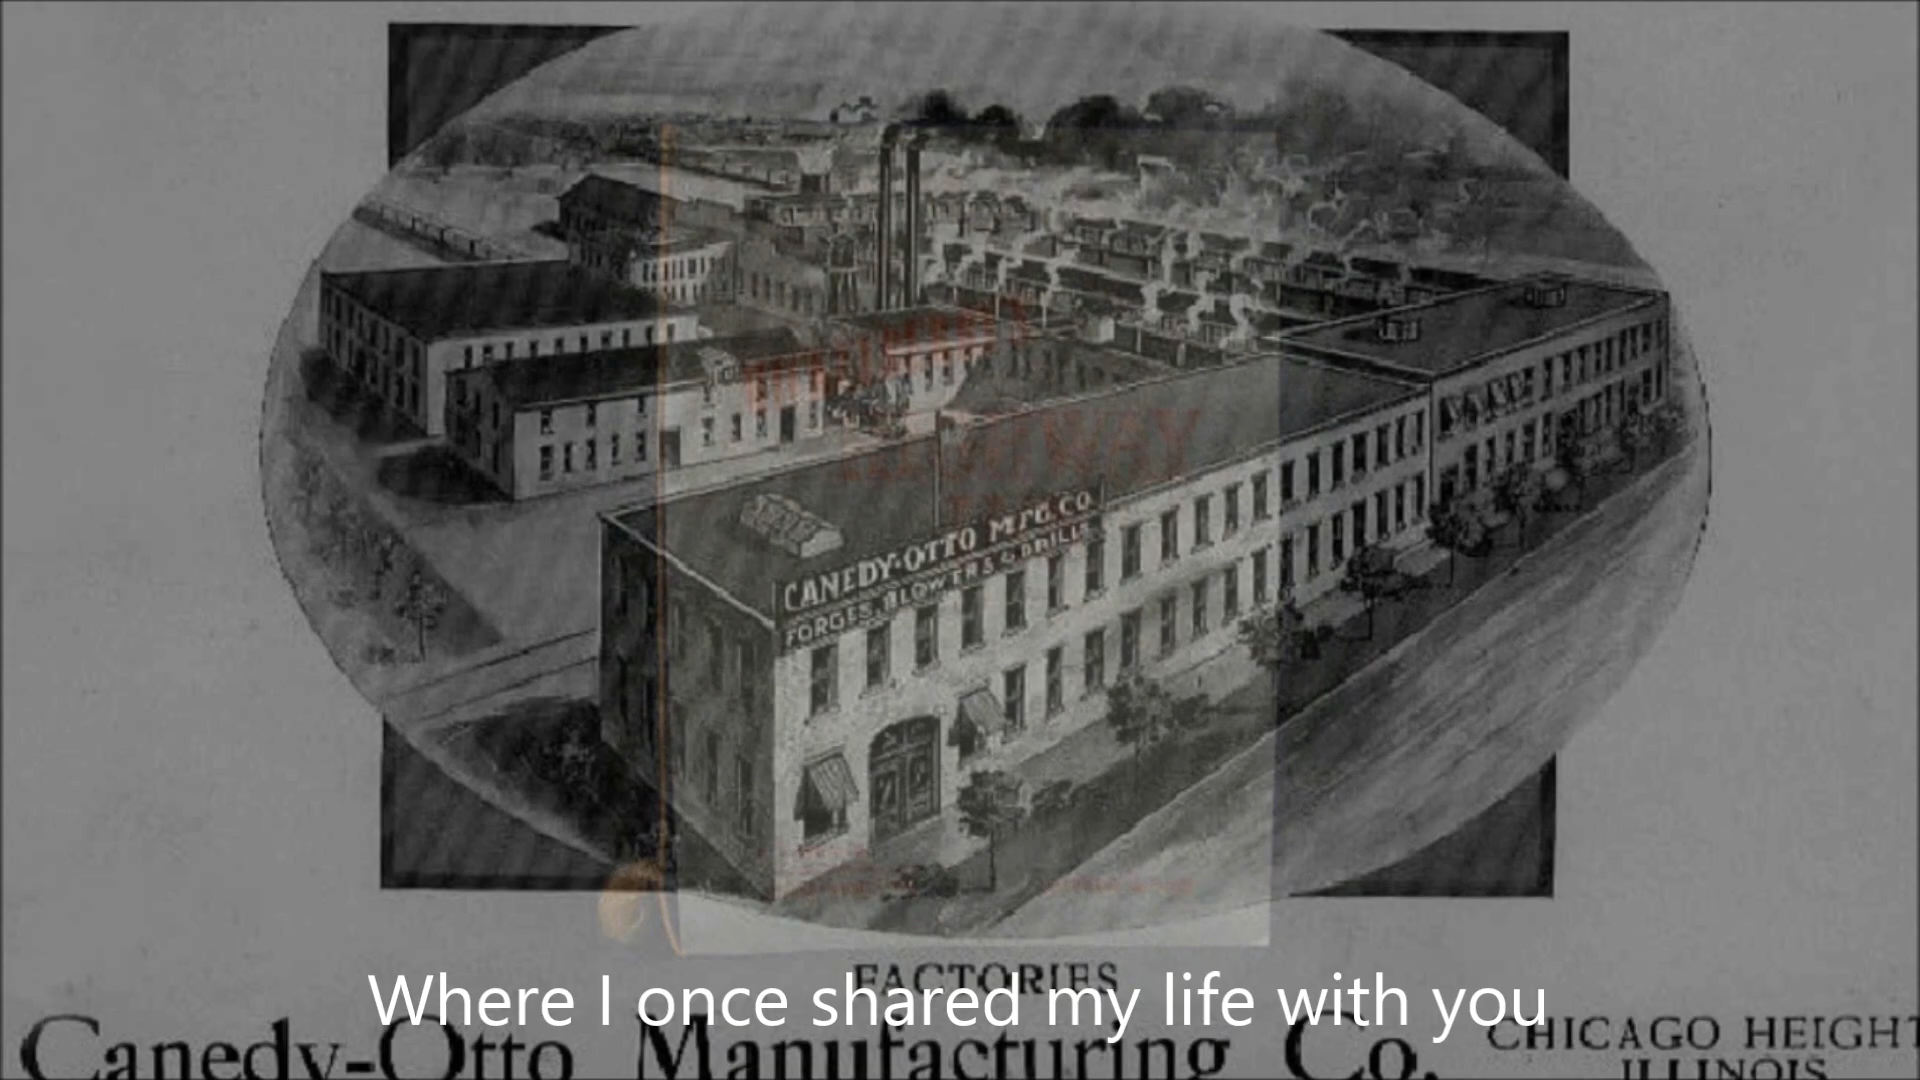 CANEDY-OTTO MFG. CO.
FORGES, BLOWERS & DRILLS
FACTORIES
Where I once shared my life with you
Canedy-Otto Manufacturing Co.
CHICAGO HEIGHT
ILLINOIS